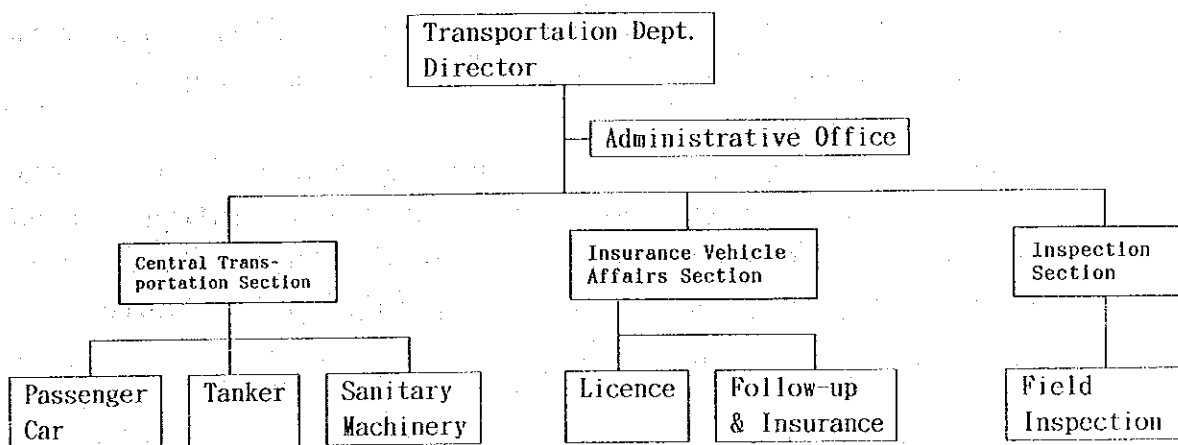 Transportation Dept.
Director
Administrative Office
Central Trans-
portation Section
Insurance Vehicle
Affairs Section
Inspection
Section
Passenger
Car
Tanker
Sanitary
Machinery
Licence
Follow-up
& Insurance
Field
Inspection